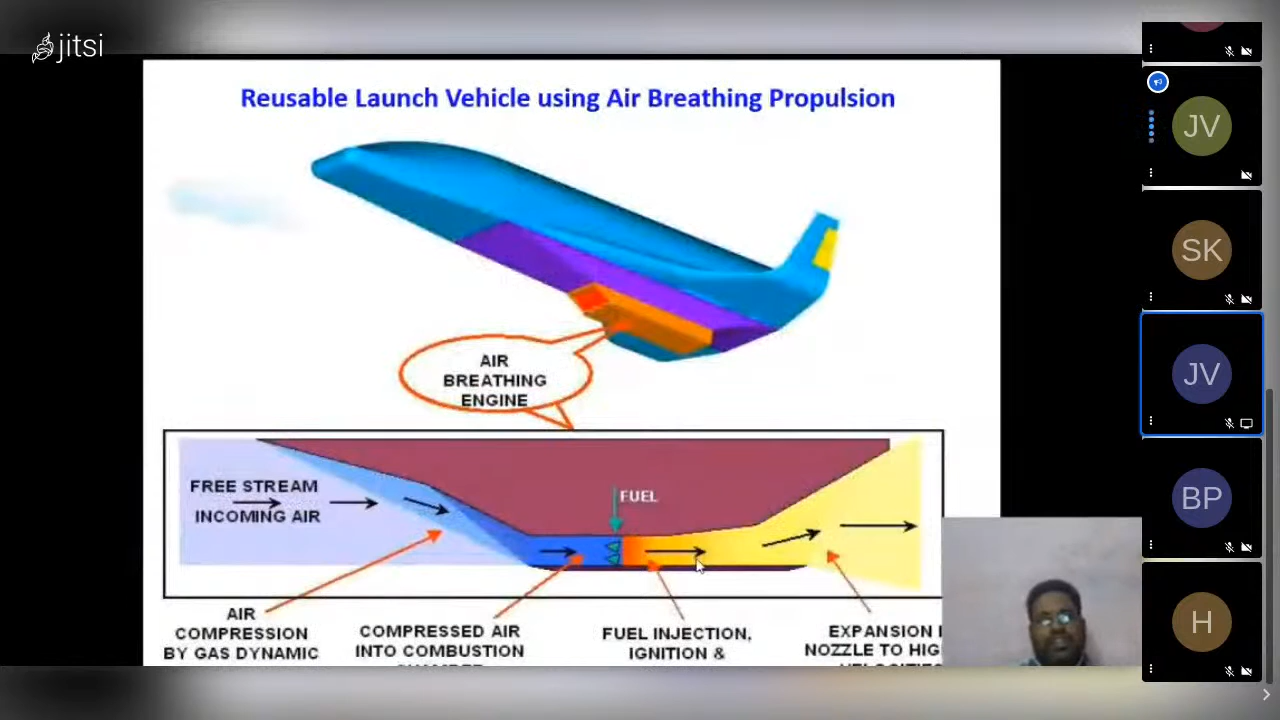 jitsi
Reusable Launch Vehicle using Air Breathing Propulsion
JV
SK
JV
BP
H
AIR
BREATHING
ENGINE
FREE STREAM
INCOMING AIR
FUEL
AIR
COMPRESSION
BY GAS DYNAMIC
COMPRESSED AIR
INTO COMBUSTION
FUEL INJECTION,
IGNITION &
EXPANSION
NOZZLE TO